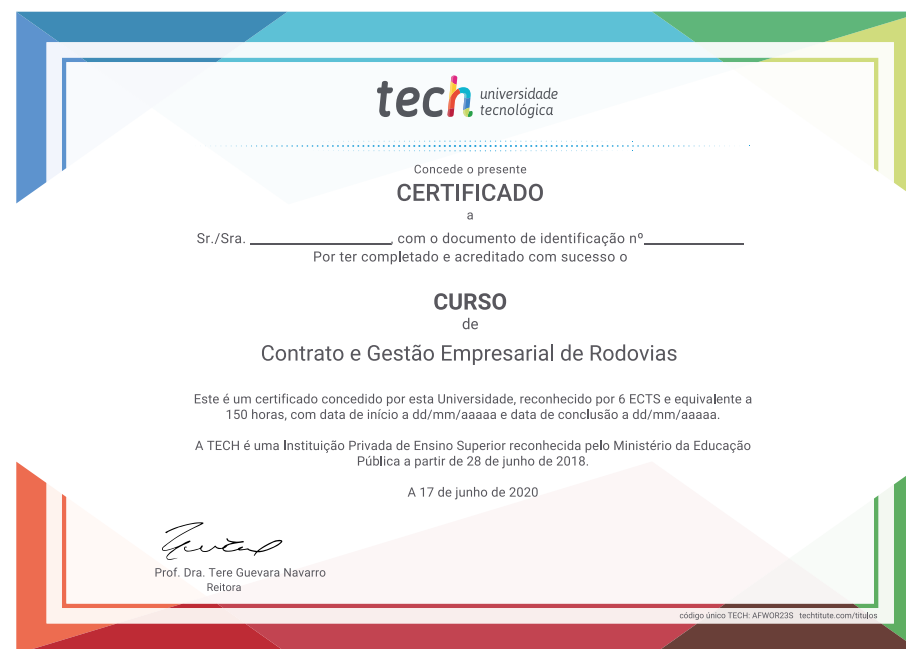 tech universidade
tecnológica
Concede o presente
CERTIFICADO
a
Sr./Sra. ________________, com o documento de identificação nº____________
Por ter completado e acreditado com sucesso o
CURSO
de
Contrato e Gestão Empresarial de Rodovias
Este é um certificado concedido por esta Universidade, reconhecido por 6 ECTS e equivalente a
150 horas, com data de início a dd/mm/aaaaa e data de conclusão a dd/mm/aaaaa.
A TECH é uma Instituição Privada de Ensino Superior reconhecida pelo Ministério da Educação
Pública a partir de 28 de junho de 2018.
A 17 de junho de 2020
Prof. Dra. Tere Guevara Navarro
Reitora
código único TECH: AFWOR23S techtitute.com/titulos